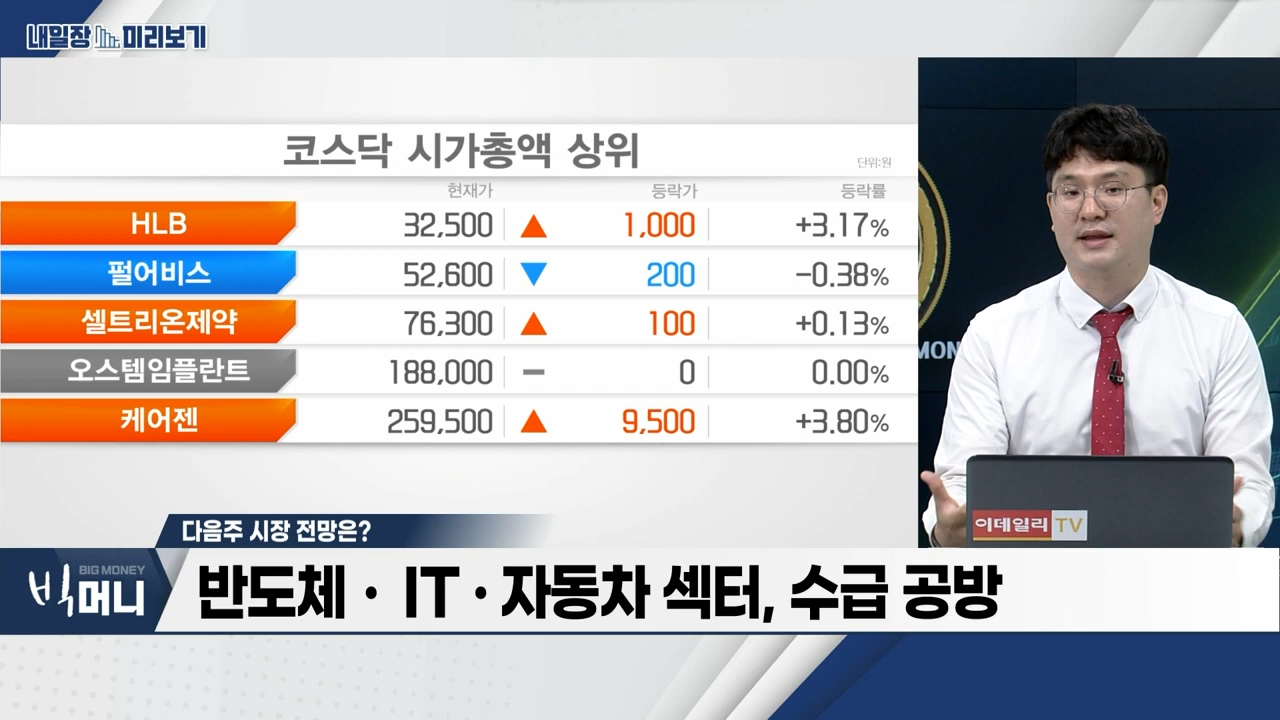 내일장 미리보기
코스닥 시가총액 상위
단위:원
현재가 등락가 등락률
HLB 32,500 ▲ 1,000 +3.17%
펄어비스 52,600 ▼ 200 -0.38%
셀트리온제약 76,300 ▲ 100 +0.13%
오스템임플란트 188,000 - 0 0.00%
케어젠 259,500 ▲ 9,500 +3.80%
MON
이데일리TV
다음주 시장 전망은?
BIG MONEY
빅머니
반도체· IT·자동차 섹터, 수급 공방